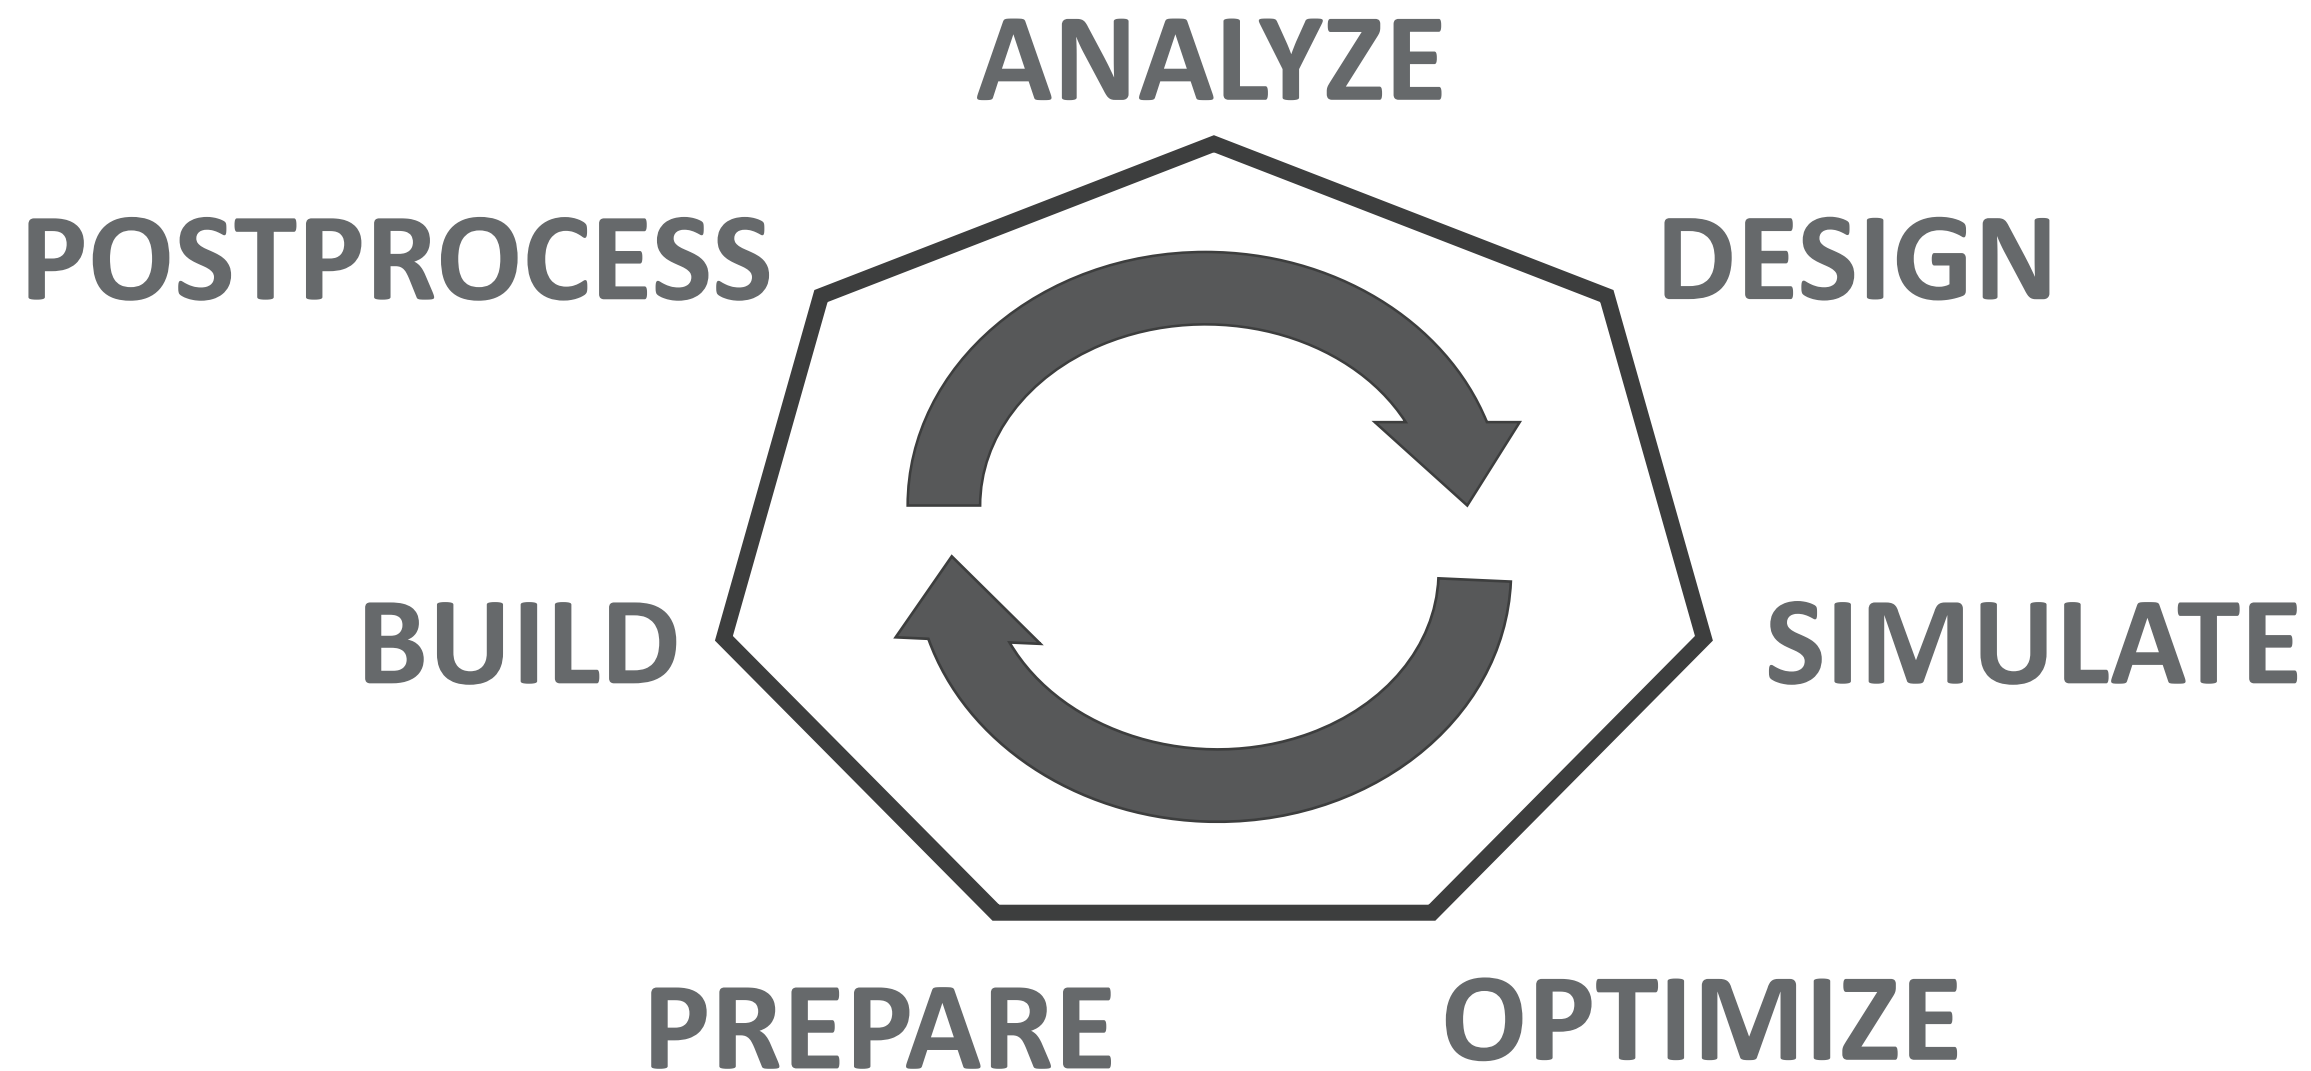 ANALYZE
POSTPROCESS
DESIGN
BUILD
SIMULATE
PREPARE
OPTIMIZE